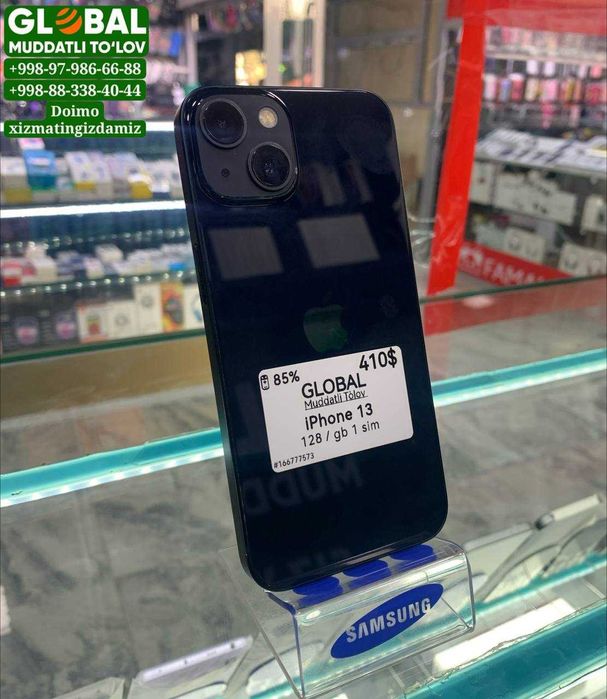 GLOBAL
MUDDATLI TO‘LOV
+998-97-986-66-88
+998-88-338-40-44
Doimo
xizmatingizdamiz
FAMA
85%
410$
GLOBAL
Muddatli Tolov
iPhone 13
128 / gb 1 sim
#166777573
SAMSUNG